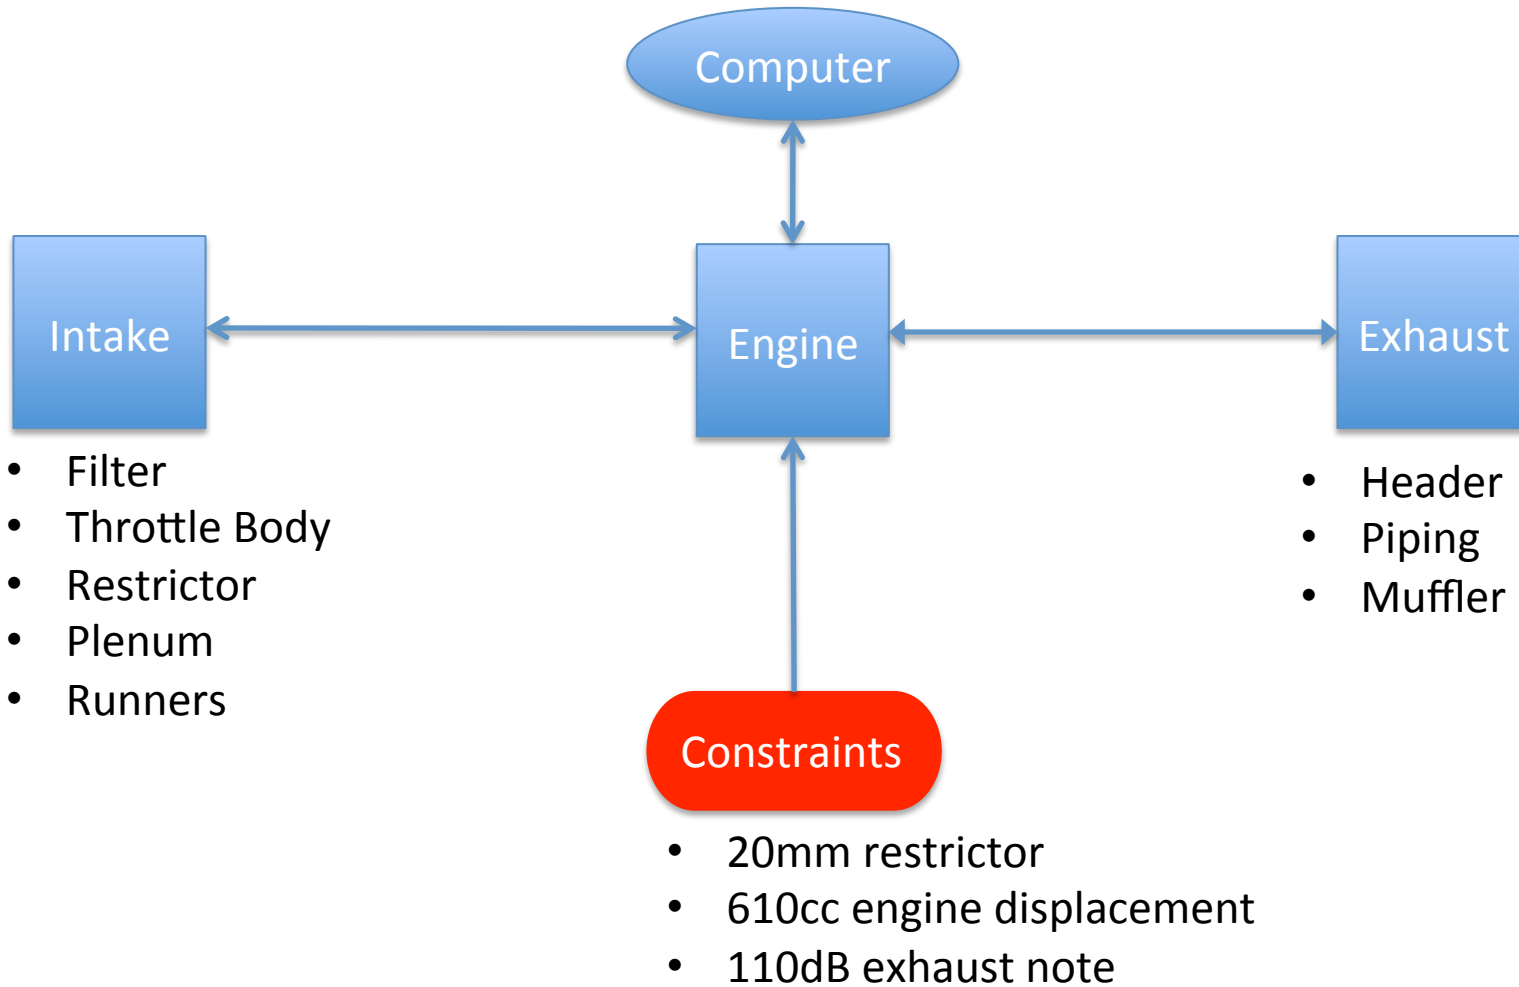 Computer
Intake
Engine
Exhaust
• Filter
• Throttle Body
• Restrictor
• Plenum
• Runners
• Header
• Piping
• Muffler
Constraints
• 20mm restrictor
• 610cc engine displacement
• 110dB exhaust note